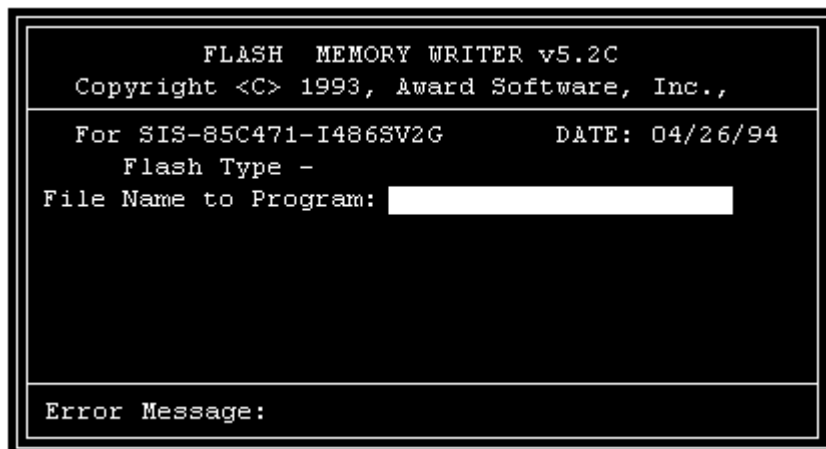 FLASH  MEMORY WRITER v5.2C
Copyright <C> 1993, Award Software, Inc.,
For SIS-85C471-I486SV2G DATE: 04/26/94
Flash Type -
File Name to Program:
Error Message: